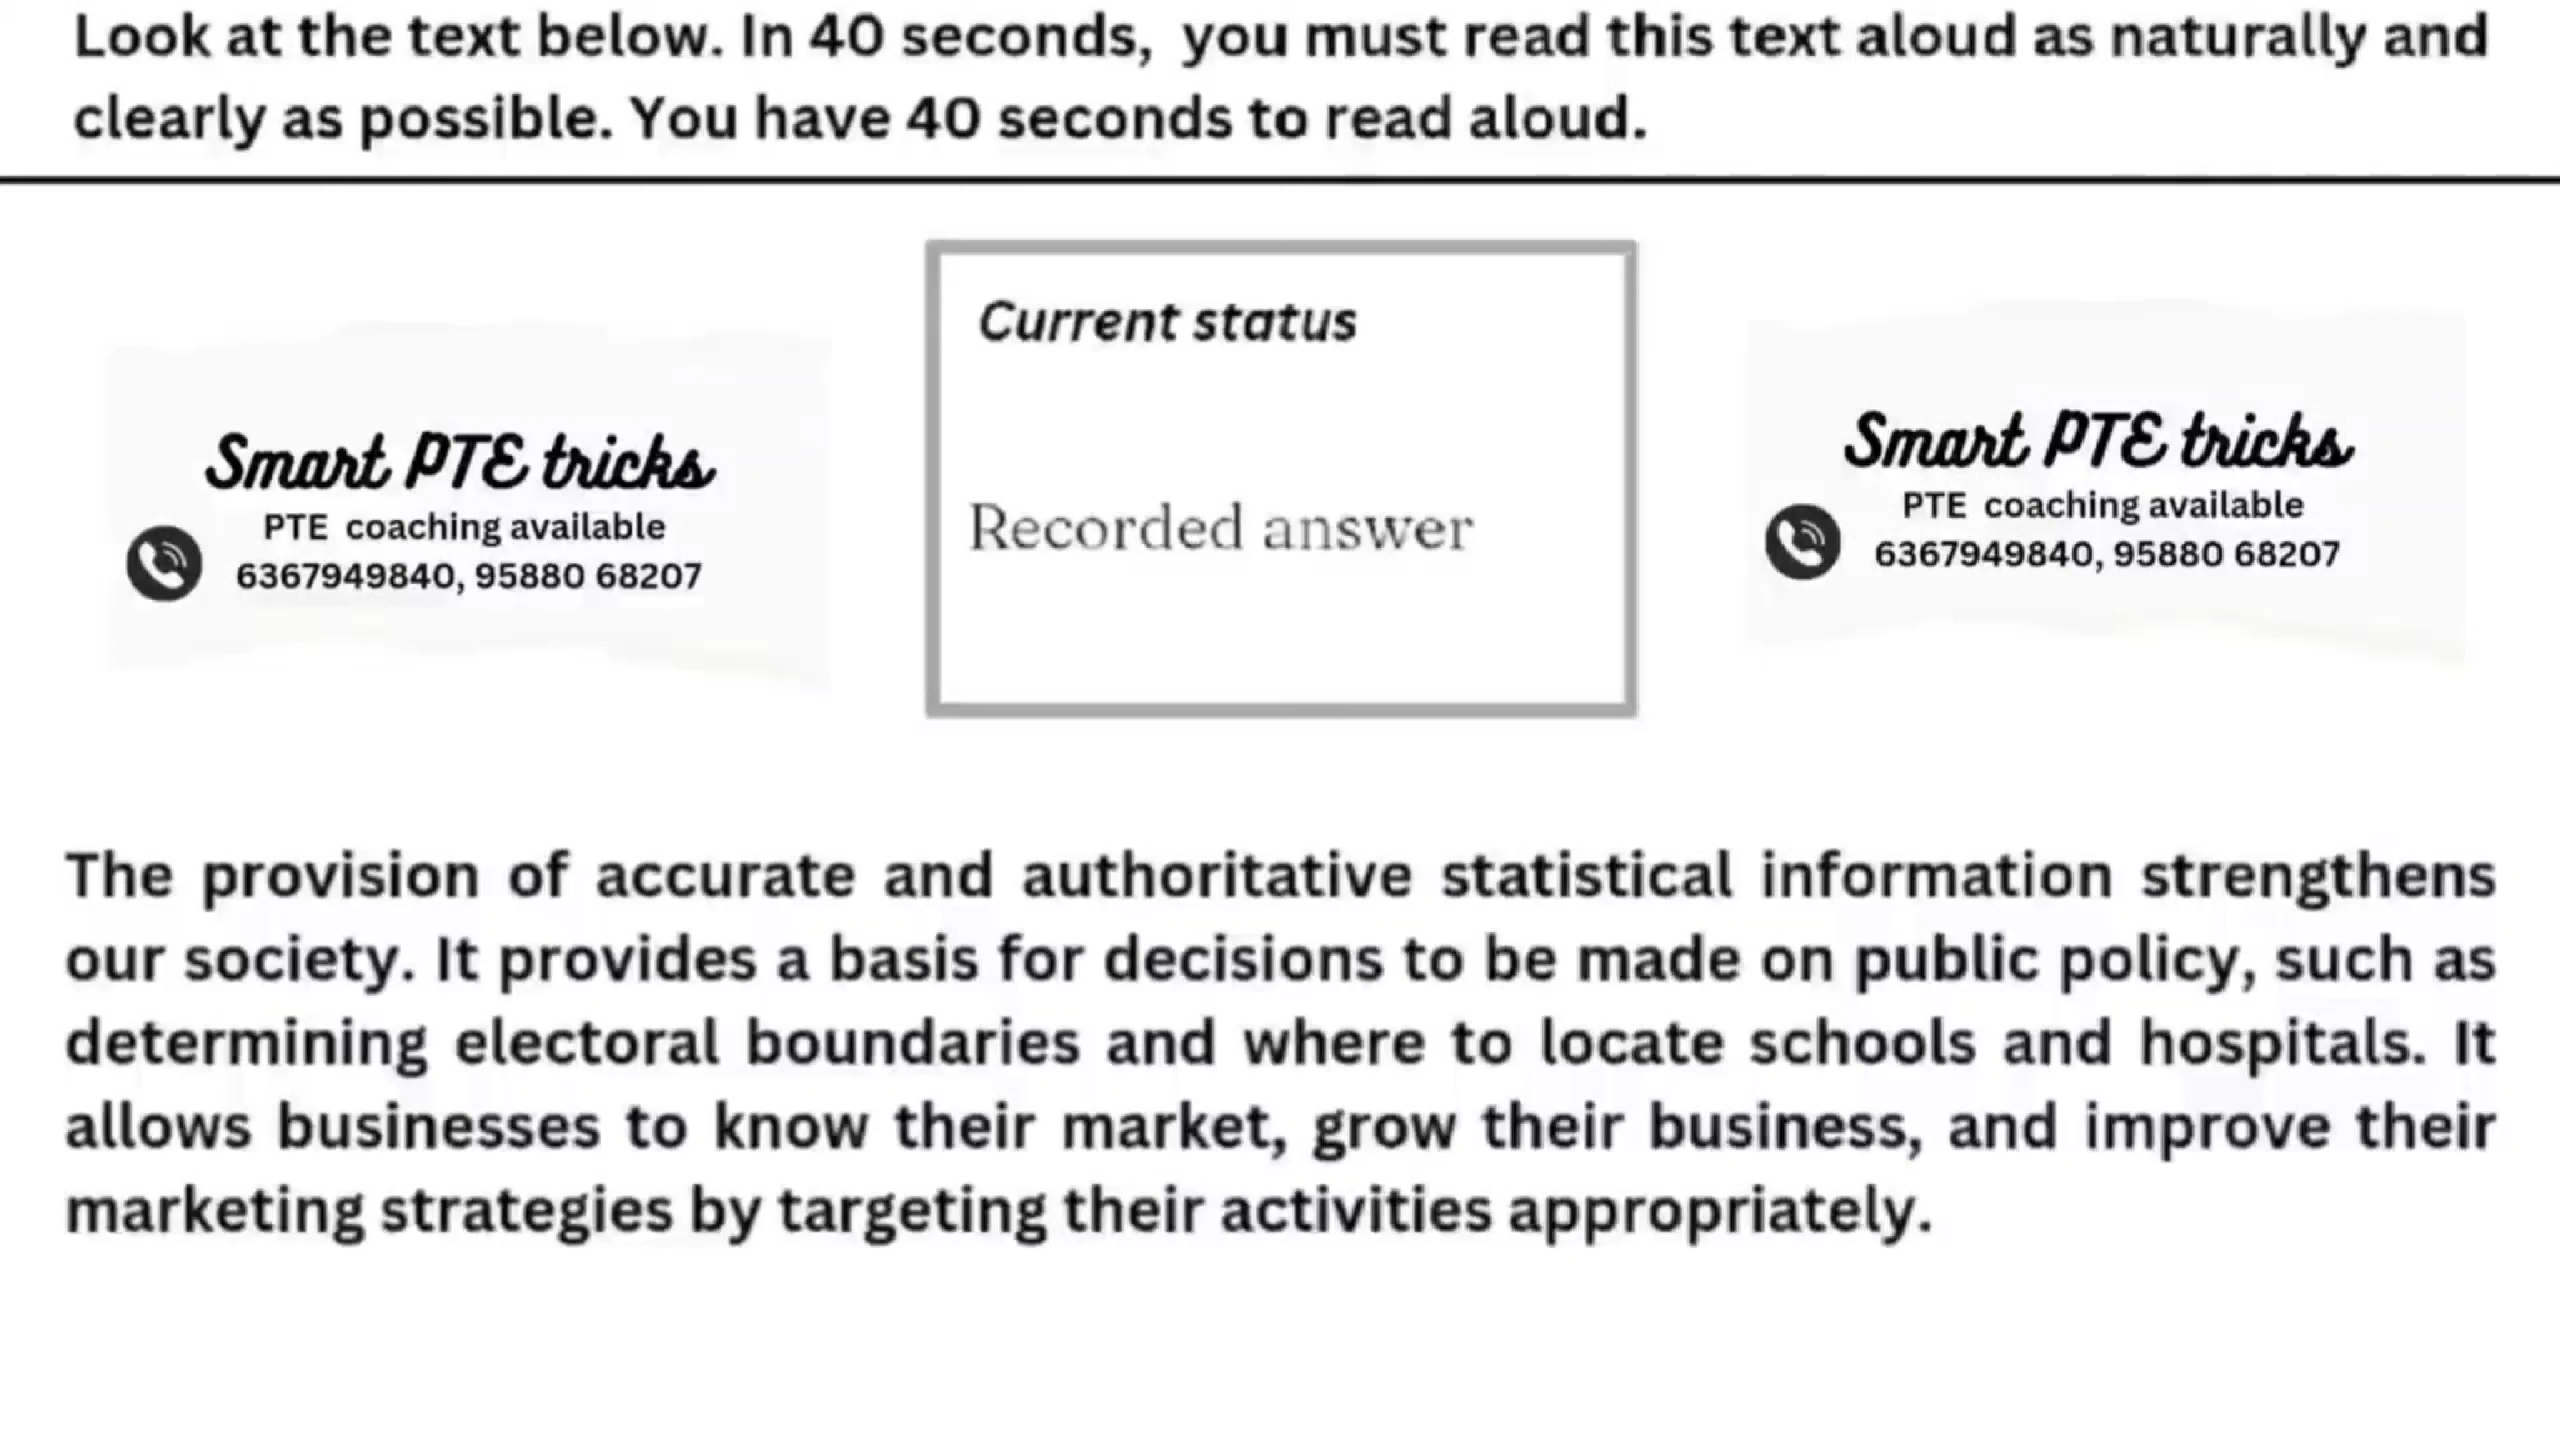 Look at the text below. In 40 seconds, you must read this text aloud as naturally and
clearly as possible. You have 40 seconds to read aloud.
Current status
Recorded answer
Smart PTE tricks
PTE coaching available
6367949840, 95880 68207
Smart PTE tricks
PTE coaching available
6367949840, 95880 68207
The provision of accurate and authoritative statistical information strengthens
our society. It provides a basis for decisions to be made on public policy, such as
determining electoral boundaries and where to locate schools and hospitals. It
allows businesses to know their market, grow their business, and improve their
marketing strategies by targeting their activities appropriately.